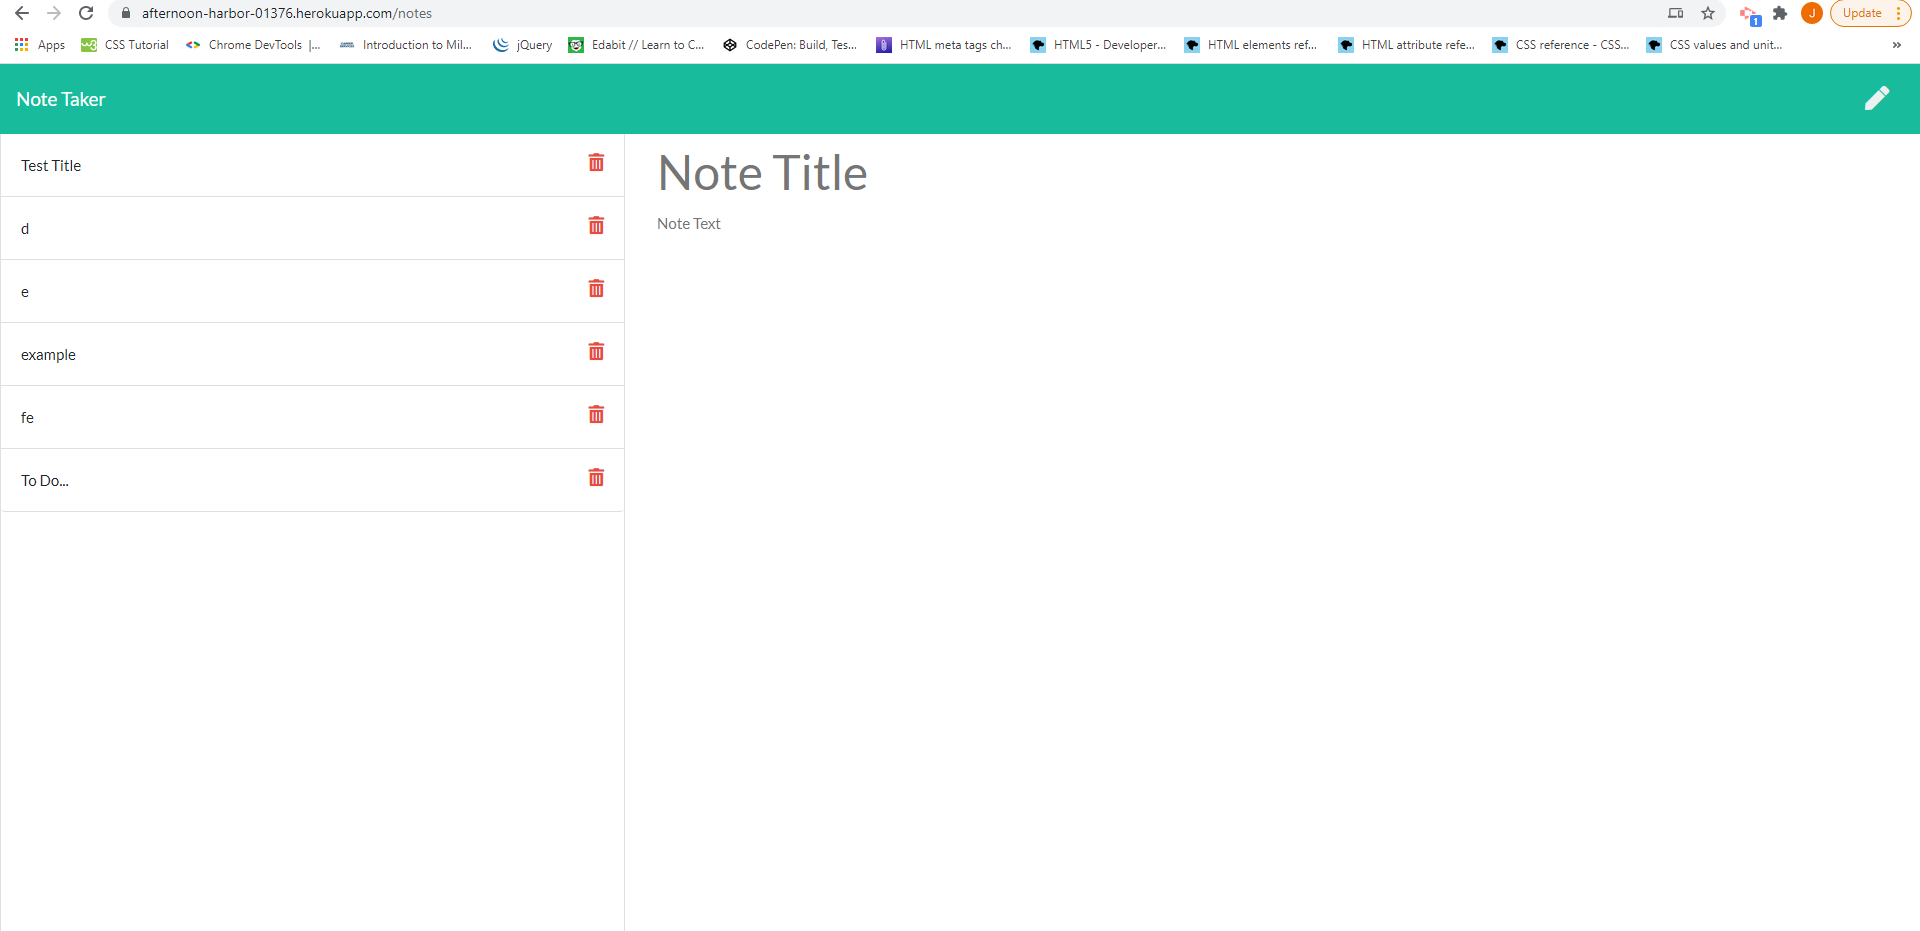 afternoon-harbor-01376.herokuapp.com/notes
J
Update
1
Apps
w3
CSS Tutorial
Chrome DevTools |...
Introduction to Mil...
jQuery
Edabit // Learn to C...
CodePen: Build, Tes...
HTML meta tags ch...
HTML5 - Developer...
HTML elements ref...
HTML attribute refe...
CSS reference - CSS...
CSS values and unit...
»
Note Taker
Test Title
d
e
example
fe
To Do...
Note Title
Note Text